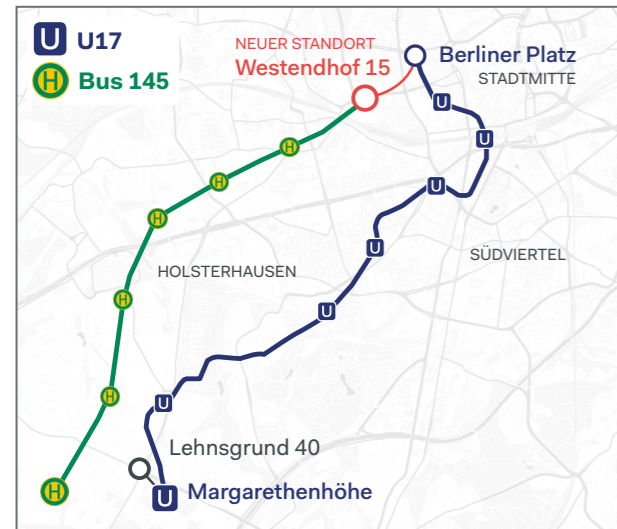 U U17
H Bus 145
NEUER STANDORT
Westendhof 15
Berliner Platz
STADTMITTE
U
U
H
H
U
H
SÜDVIERTEL
U
HOLSTERHAUSEN
H
U
H
U
Lehnsgrund 40
H
U Margarethenhöhe